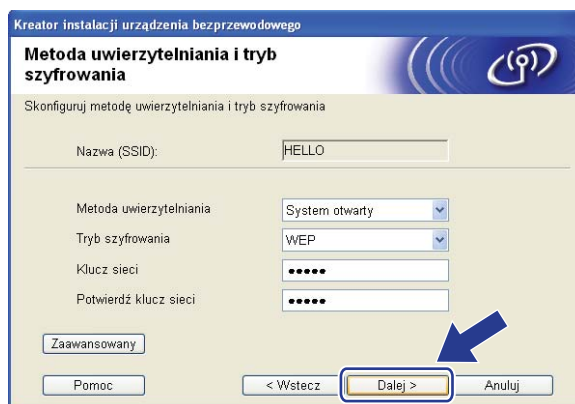 Kreator instalacji urządzenia bezprzewodowego
Metoda uwierzytelniania i tryb
szyfrowania
Skonfiguruj metodę uwierzytelniania i tryb szyfrowania
Nazwa (SSID): HELLO
Metoda uwierzytelniania System otwarty
Tryb szyfrowania WEP
Klucz sieci •••••
Potwierdź klucz sieci •••••
Zaawansowany
Pomoc < Wstecz Dalej > Anuluj